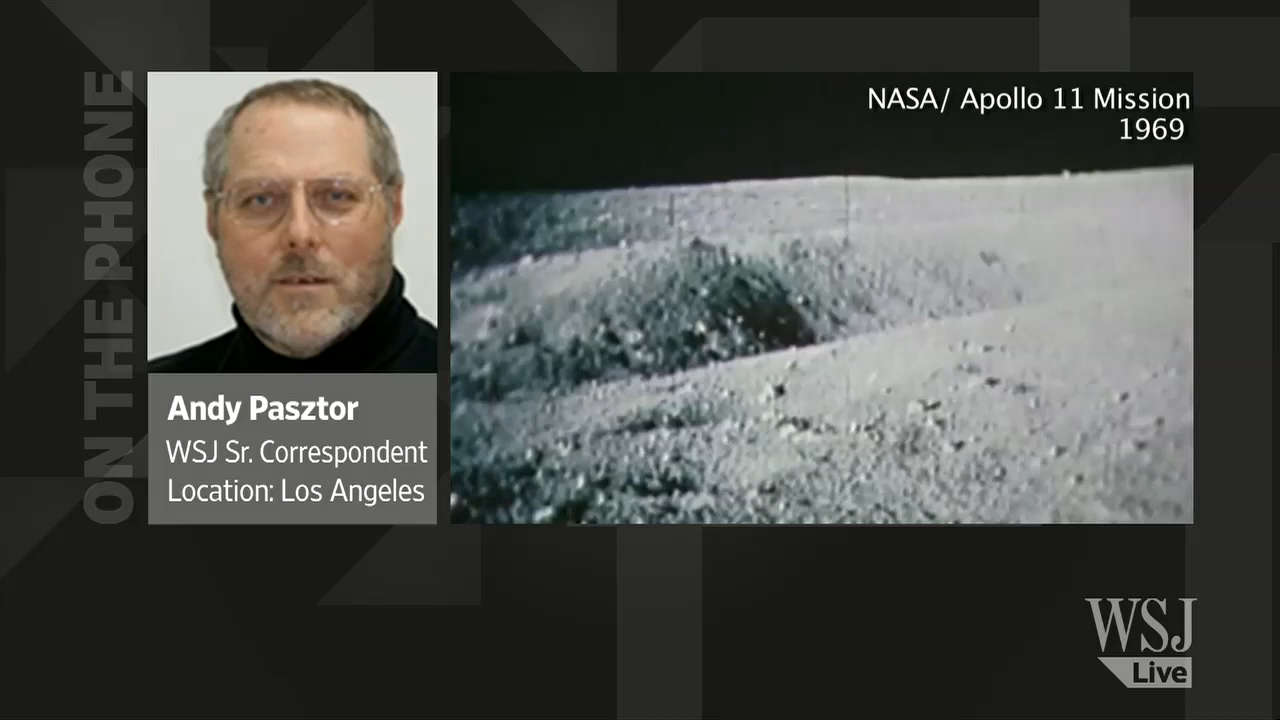 ON THE PHONE
Andy Pasztor
WSJ Sr. Correspondent
Location: Los Angeles
NASA/ Apollo 11 Mission
1969
WSJ
Live